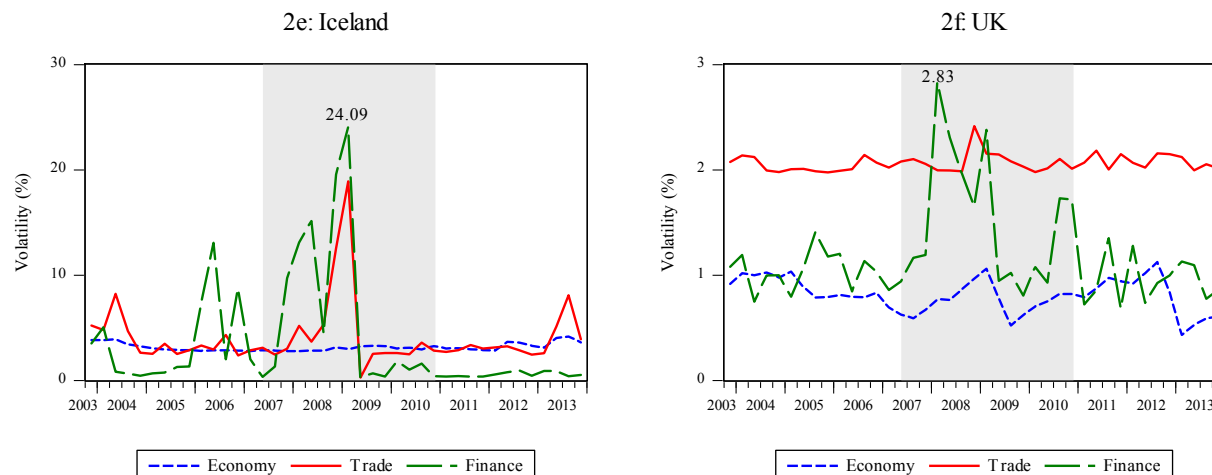 2e: Iceland
30
24.09
20
10
0
Volatility (%)
2003 2004 2005 2006 2007 2008 2009 2010 2011 2012 2013
Economy Trade Finance
2f: UK
3
2.83
2
1
0
Volatility (%)
2003 2004 2005 2006 2007 2008 2009 2010 2011 2012 2013
Economy Trade Finance